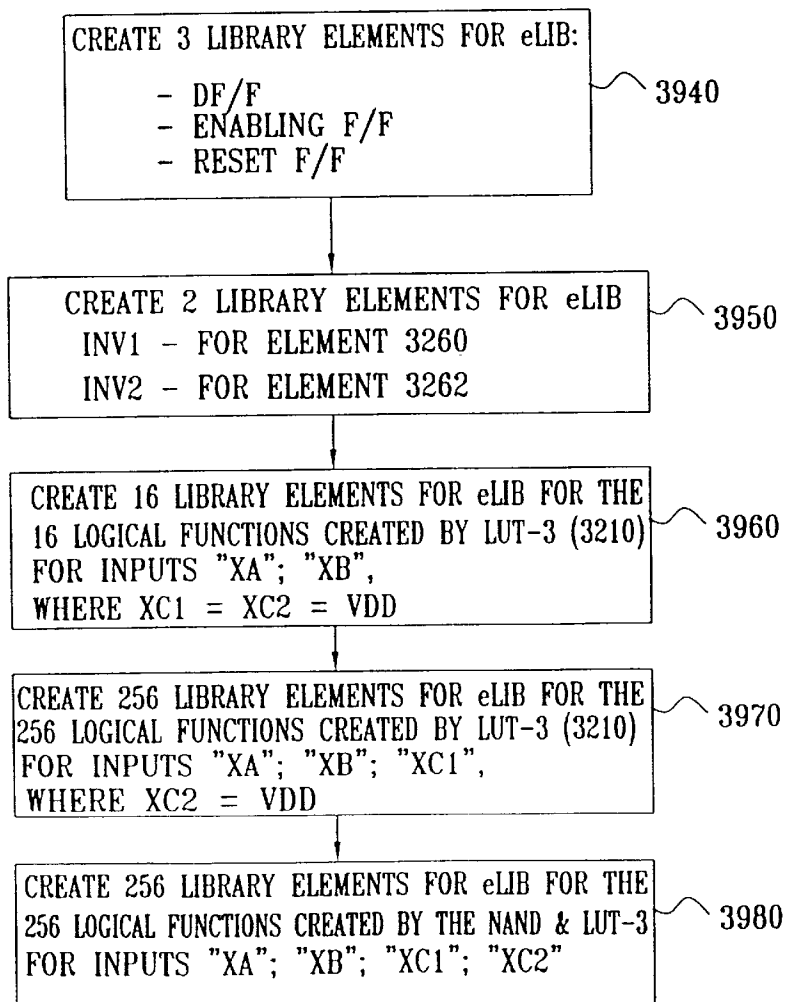 CREATE 3 LIBRARY ELEMENTS FOR eLIB:
- DF/F
- ENABLING F/F
- RESET F/F
3940
CREATE 2 LIBRARY ELEMENTS FOR eLIB
INV1 - FOR ELEMENT 3260
INV2 - FOR ELEMENT 3262
3950
CREATE 16 LIBRARY ELEMENTS FOR eLIB FOR THE
16 LOGICAL FUNCTIONS CREATED BY LUT-3 (3210)
FOR INPUTS "XA"; "XB",
WHERE XC1 = XC2 = VDD
3960
CREATE 256 LIBRARY ELEMENTS FOR eLIB FOR THE
256 LOGICAL FUNCTIONS CREATED BY LUT-3 (3210)
FOR INPUTS "XA"; "XB"; "XC1",
WHERE XC2 = VDD
3970
CREATE 256 LIBRARY ELEMENTS FOR eLIB FOR THE
256 LOGICAL FUNCTIONS CREATED BY THE NAND & LUT-3
FOR INPUTS "XA"; "XB"; "XC1"; "XC2"
3980